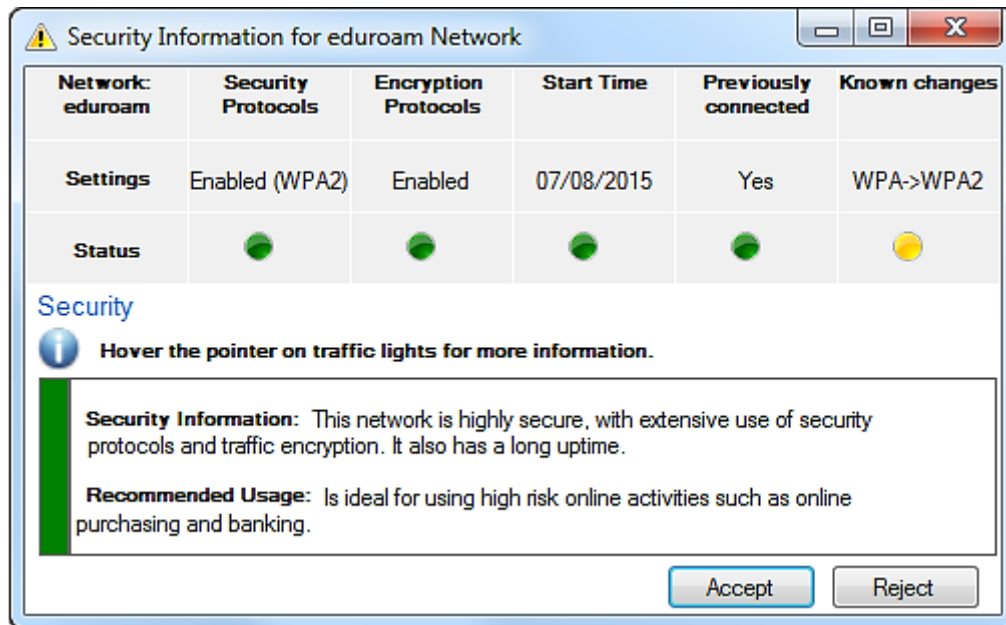 Security Information for eduroam Network
Network: eduroam Security Protocols Encryption Protocols Start Time Previously connected Known changes
Settings Enabled (WPA2) Enabled 07/08/2015 Yes WPA->WPA2
Status
Security
Hover the pointer on traffic lights for more information.
Security Information: This network is highly secure, with extensive use of security
protocols and traffic encryption. It also has a long uptime.
Recommended Usage: Is ideal for using high risk online activities such as online
purchasing and banking.
Accept Reject